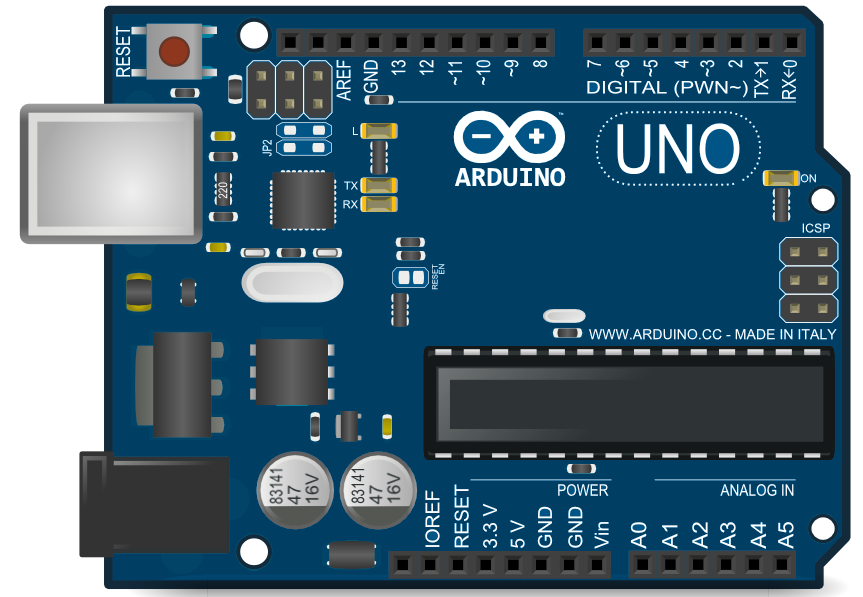 RESET
AREF
GND
13
12
~11
~10
~9
8
7
~6
~5
4
~3
2
TX→1
RX←0
DIGITAL (PWN~)
JP2
L
TX
RX
220
ARDUINO
™
UNO
ON
ICSP
RESET
EN
WWW.ARDUINO.CC - MADE IN ITALY
83141
47
16V
83141
47
16V
POWER
ANALOG IN
IOREF
RESET
3.3 V
5 V
GND
GND
Vin
A0
A1
A2
A3
A4
A5